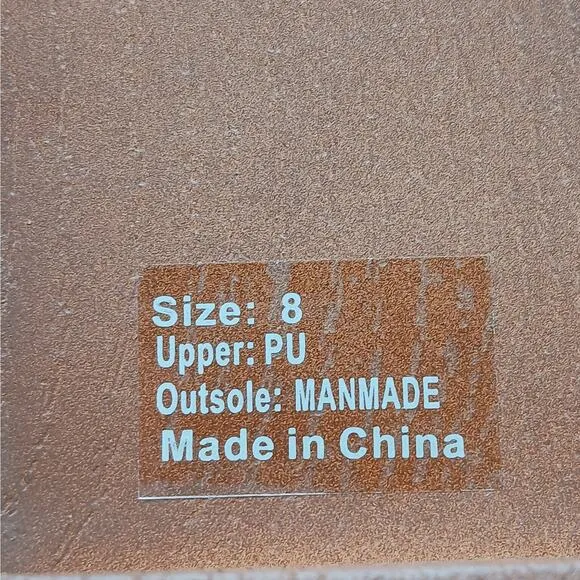 Size: 8
Upper: PU
Outsole: MANMADE
Made in China